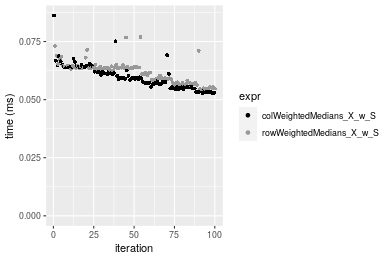 0.075
0.050
0.025
0.000
time (ms)
0
25
50
75
100
iteration
expr
colWeightedMedians_X_w_S
rowWeightedMedians_X_w_S